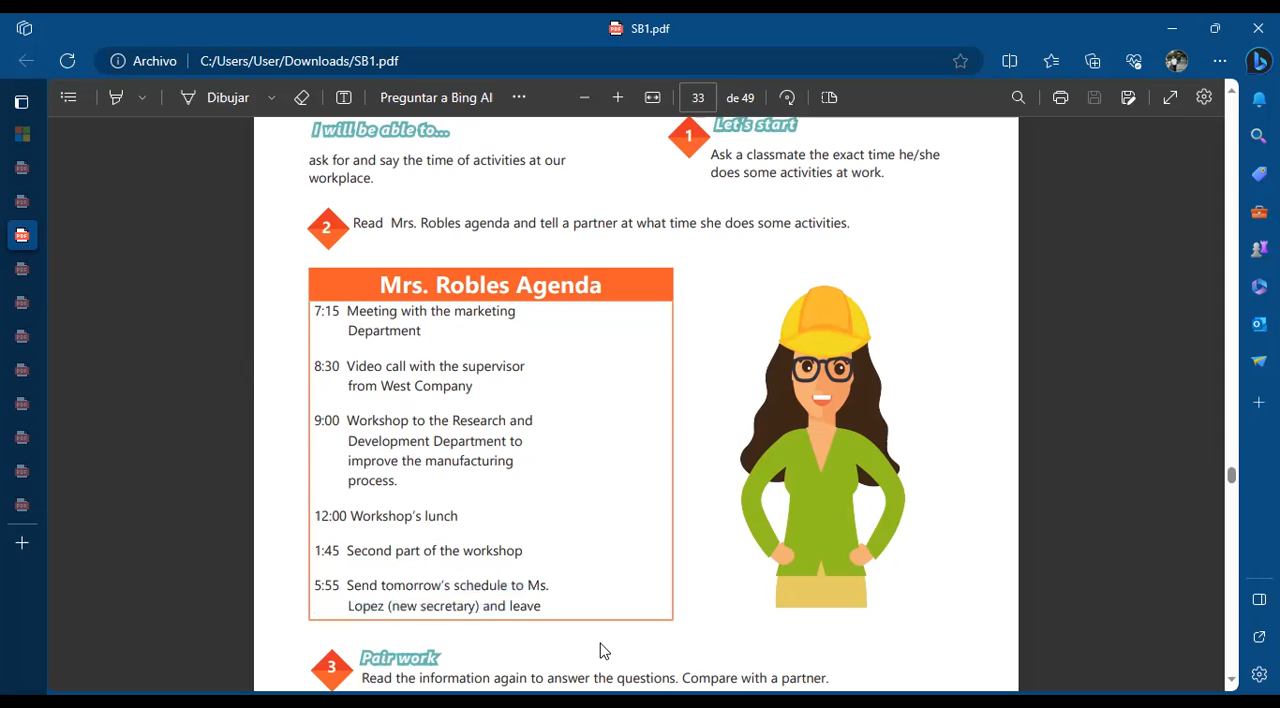 SB1.pdf
Archivo C:/Users/User/Downloads/SB1.pdf
Dibujar Preguntar a Bing AI 33 de 49
I will be able to...
ask for and say the time of activities at our
workplace.
1 Let's start
Ask a classmate the exact time he/she
does some activities at work.
2 Read Mrs. Robles agenda and tell a partner at what time she does some activities.
Mrs. Robles Agenda
7:15 Meeting with the marketing
Department
8:30 Video call with the supervisor
from West Company
9:00 Workshop to the Research and
Development Department to
improve the manufacturing
process.
12:00 Workshop's lunch
1:45 Second part of the workshop
5:55 Send tomorrow's schedule to Ms.
Lopez (new secretary) and leave
3 Pair work
Read the information again to answer the questions. Compare with a partner.